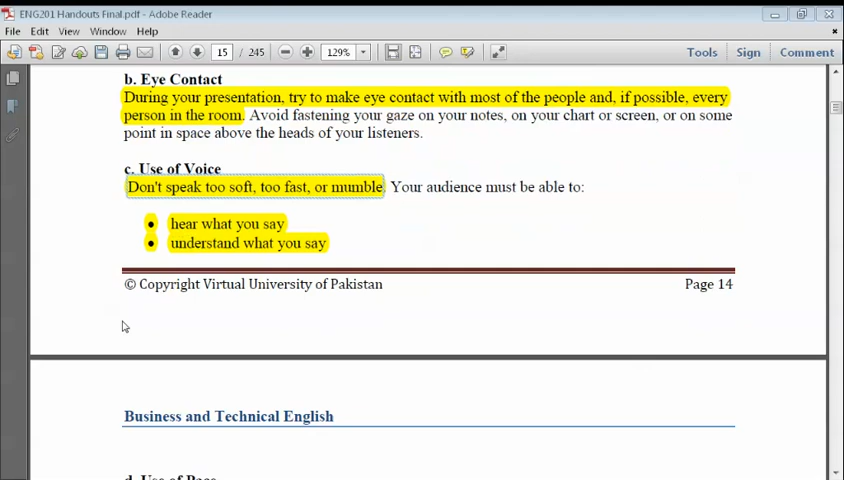 ENG201 Handouts Final.pdf - Adobe Reader
File Edit View Window Help
15 / 245 129% Tools Sign Comment
b. Eye Contact
During your presentation, try to make eye contact with most of the people and, if possible, every
person in the room. Avoid fastening your gaze on your notes, on your chart or screen, or on some
point in space above the heads of your listeners.
c. Use of Voice
Don't speak too soft, too fast, or mumble. Your audience must be able to:
• hear what you say
• understand what you say
© Copyright Virtual University of Pakistan Page 14
Business and Technical English
d. Use of Pace